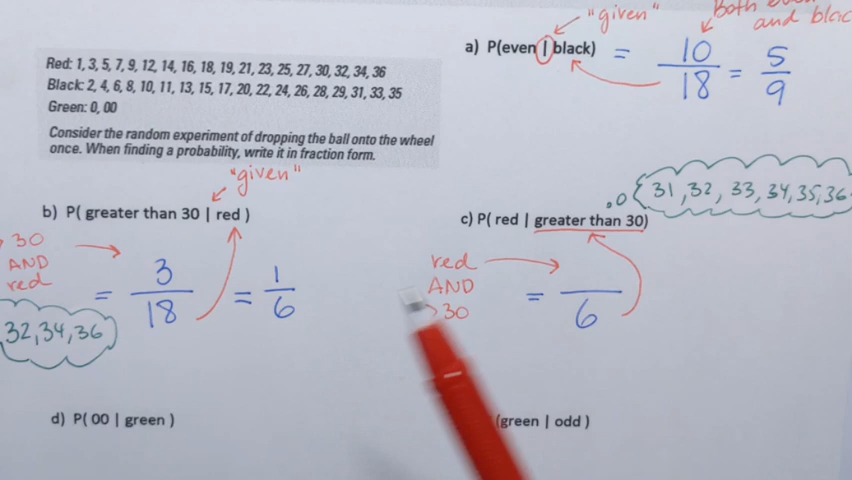 "given"
Both
and blac
a) P(even | black) = 10/18 = 5/9
Red: 1, 3, 5, 7, 9, 12, 14, 16, 18, 19, 21, 23, 25, 27, 30, 32, 34, 36
Black: 2, 4, 6, 8, 10, 11, 13, 15, 17, 20, 22, 24, 26, 28, 29, 31, 33, 35
Green: 0, 00
Consider the random experiment of dropping the ball onto the wheel
once. When finding a probability, write it in fraction form.
"given"
b) P( greater than 30 | red )
30
AND
red
= 3/18 = 1/6
32,34,36
31,32,33,34,35,36
c) P( red | greater than 30)
red
AND
>30
= /6
d) P( 00 | green )
(green | odd )